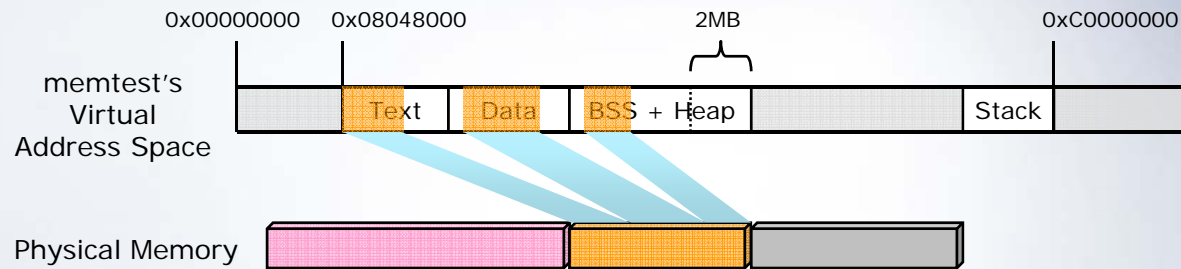 0x00000000 0x08048000 2MB 0xC0000000
memtest's
Virtual
Address Space
Text Data BSS + Heap Stack
Physical Memory